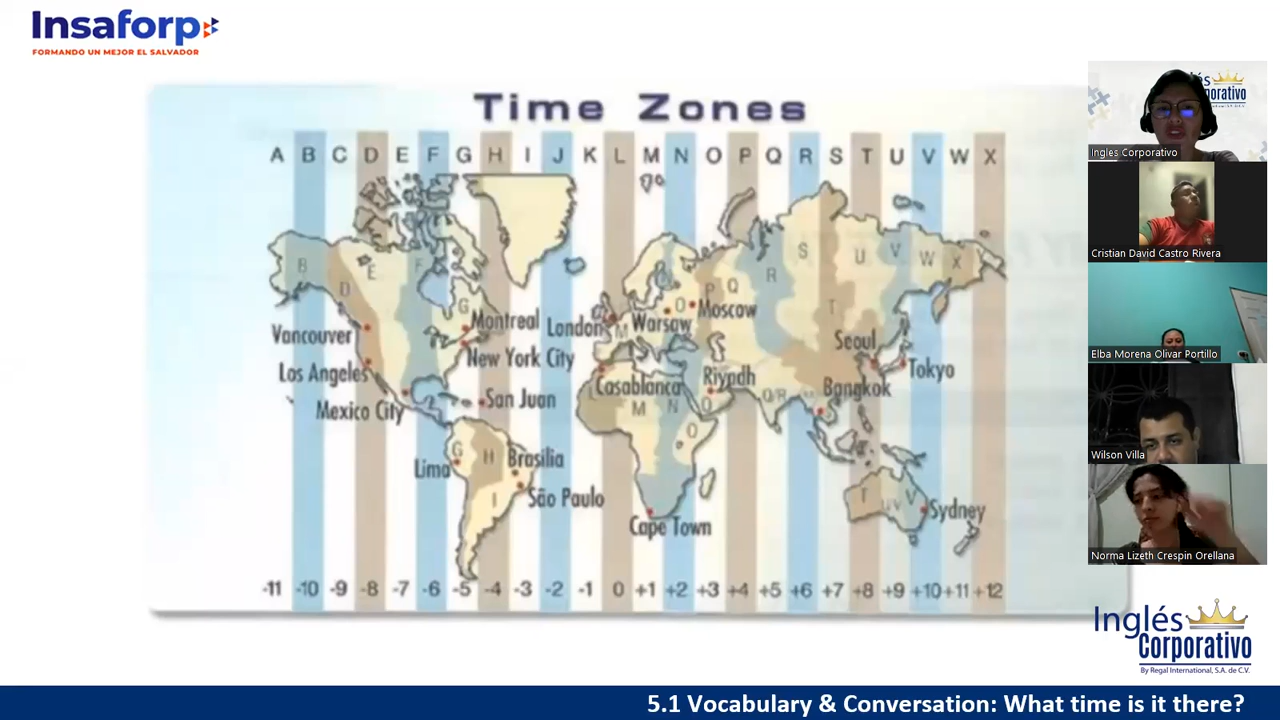 Insaforp
FORMANDO UN MEJOR EL SALVADOR
Time Zones
A B C D E F G H I J K L M N O P Q R S T U V W X
B
D
E
F
G
S
R
Q
P
O
U
V
W
X
T
Vancouver
Montreal
London
M
Warsaw
Moscow
Seoul
Los Angeles
New York City
Casablanca
Riyadh
Bangkok
Tokyo
Mexico City
San Juan
M
N
O
Q/R
O
Lima
G
H
Brasilia
I
São Paulo
Cape Town
T
V
Sydney
-11 -10 -9 -8 -7 -6 -5 -4 -3 -2 -1 0 +1 +2 +3 +4 +5 +6 +7 +8 +9 +10 +11 +12
Inglés Corporativo
Cristian David Castro Rivera
Elba Morena Olivar Portillo
Wilson Villa
Norma Lizeth Crespin Orellana
Inglés
Corporativo
By Regal International, S.A. de C.V.
5.1 Vocabulary & Conversation: What time is it there?